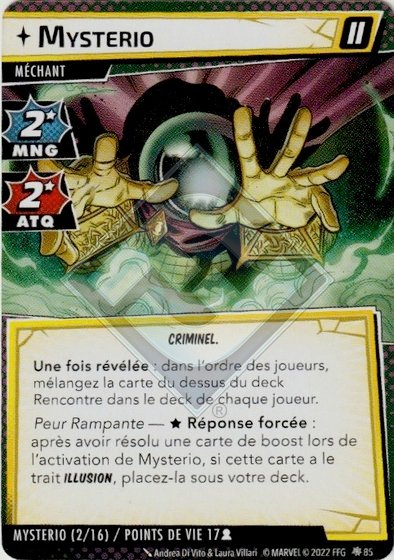 MYSTERIO
II
MÉCHANT
2★
MNG
2★
ATQ
CRIMINEL.
Une fois révélée : dans l'ordre des joueurs,
mélangez la carte du dessus du deck
Rencontre dans le deck de chaque joueur.
Peur Rampante — ★ Réponse forcée :
après avoir résolu une carte de boost lors de
l'activation de Mysterio, si cette carte a le
trait ILLUSION, placez-la sous votre deck.
MYSTERIO (2/16) / POINTS DE VIE 17
Andrea Di Vito & Laura Villari © MARVEL © 2022 FFG 85